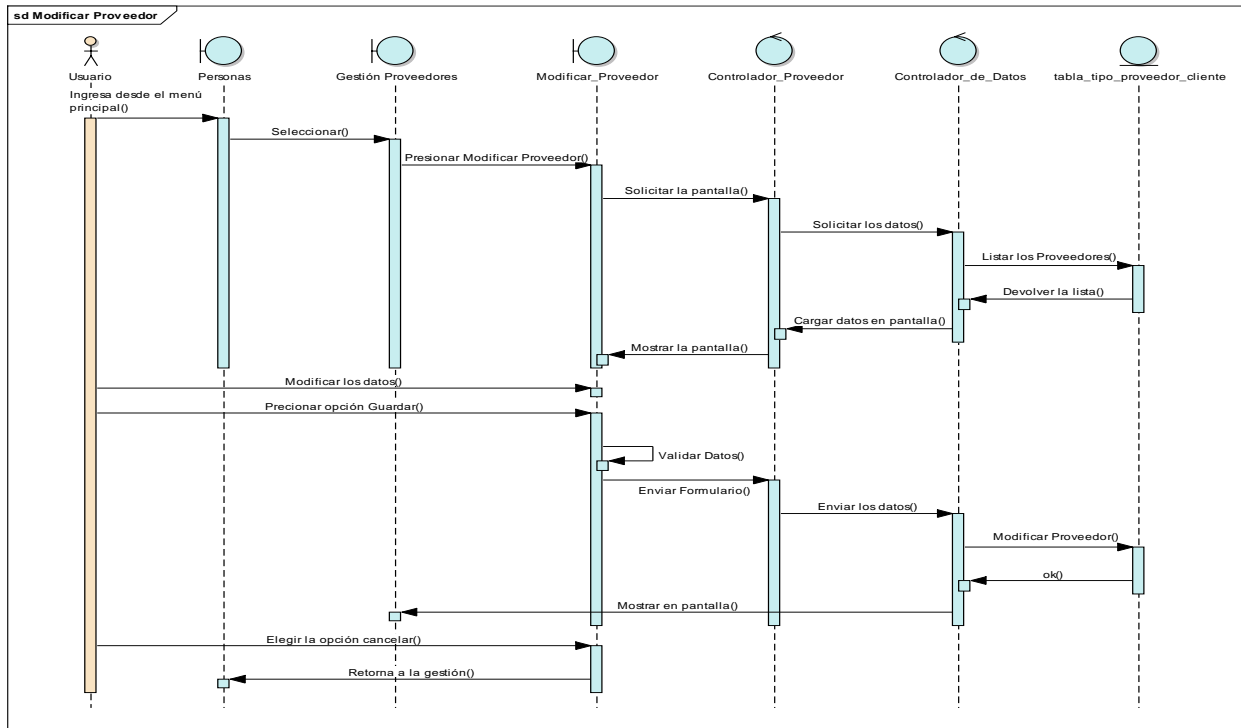 sd Modificar Proveedor
Usuario
Personas
Gestión Proveedores
Modificar_Proveedor
Controlador_Proveedor
Controlador_de_Datos
tabla_tipo_proveedor_cliente
Ingresa desde el menú
principal()
Seleccionar()
Presionar Modificar Proveedor()
Solicitar la pantalla()
Solicitar los datos()
Listar los Proveedores()
Devolver la lista()
Cargar datos en pantalla()
Mostrar la pantalla()
Modificar los datos()
Precionar opción Guardar()
Validar Datos()
Enviar Formulario()
Enviar los datos()
Modificar Proveedor()
ok()
Mostrar en pantalla()
Elegir la opción cancelar()
Retorna a la gestión()